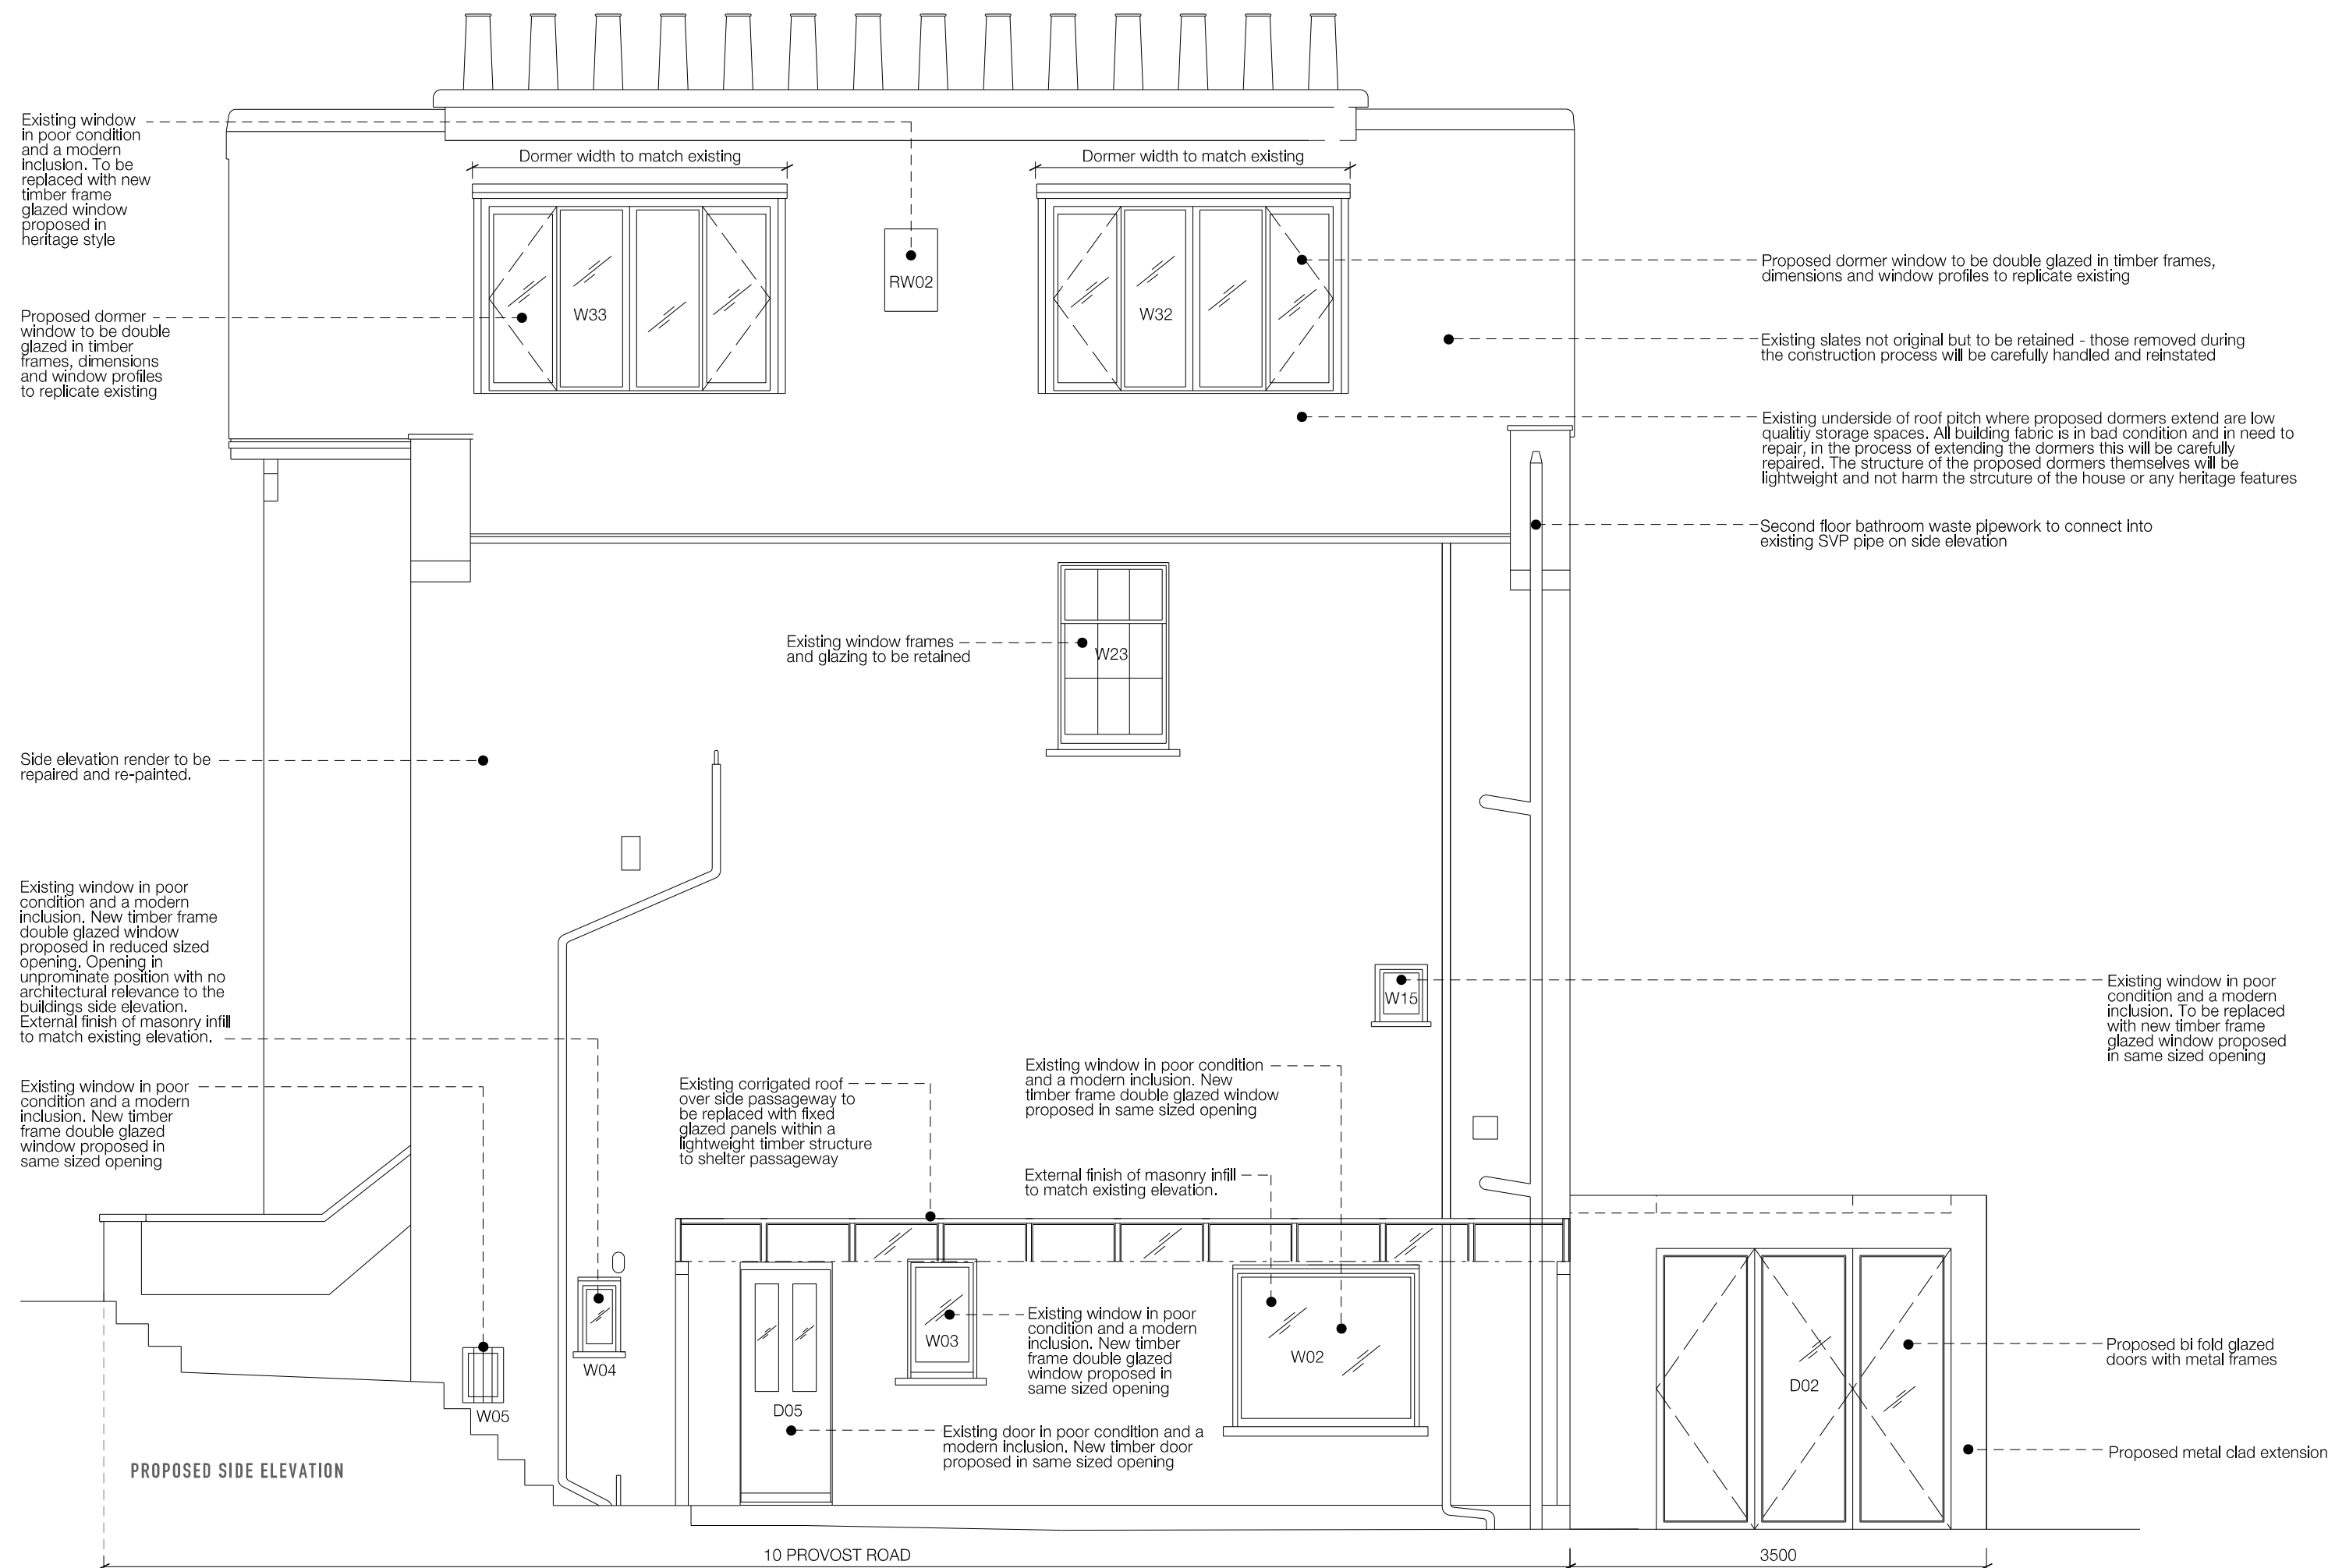 Existing window
in poor condition
and a modern
inclusion. To be
replaced with new
timber frame
glazed window
proposed in
heritage style
Dormer width to match existing
Dormer width to match existing
W33
RW02
W32
Proposed dormer
window to be double
glazed in timber
frames, dimensions
and window profiles
to replicate existing
Proposed dormer window to be double glazed in timber frames,
dimensions and window profiles to replicate existing
Existing slates not original but to be retained - those removed during
the construction process will be carefully handled and reinstated
Existing underside of roof pitch where proposed dormers extend are low
qualitiy storage spaces. All building fabric is in bad condition and in need to
repair, in the process of extending the dormers this will be carefully
repaired. The structure of the proposed dormers themselves will be
lightweight and not harm the strcuture of the house or any heritage features
Second floor bathroom waste pipework to connect into
existing SVP pipe on side elevation
Existing window frames
and glazing to be retained
W23
Side elevation render to be
repaired and re-painted.
Existing window in poor
condition and a modern
inclusion. New timber frame
double glazed window
proposed in reduced sized
opening. Opening in
unprominate position with no
architectural relevance to the
buildings side elevation.
External finish of masonry infill
to match existing elevation.
W15
Existing window in poor
condition and a modern
inclusion. To be replaced
with new timber frame
glazed window proposed
in same sized opening
Existing window in poor
condition and a modern
inclusion. New timber
frame double glazed
window proposed in
same sized opening
Existing corrigated roof
over side passageway to
be replaced with fixed
glazed panels within a
lightweight timber structure
to shelter passageway
Existing window in poor condition
and a modern inclusion. New
timber frame double glazed window
proposed in same sized opening
External finish of masonry infill
to match existing elevation.
W05
W04
D05
W03
Existing window in poor
condition and a modern
inclusion. New timber
frame double glazed
window proposed in
same sized opening
W02
D02
Proposed bi fold glazed
doors with metal frames
Existing door in poor condition and a
modern inclusion. New timber door
proposed in same sized opening
Proposed metal clad extension
PROPOSED SIDE ELEVATION
10 PROVOST ROAD
3500